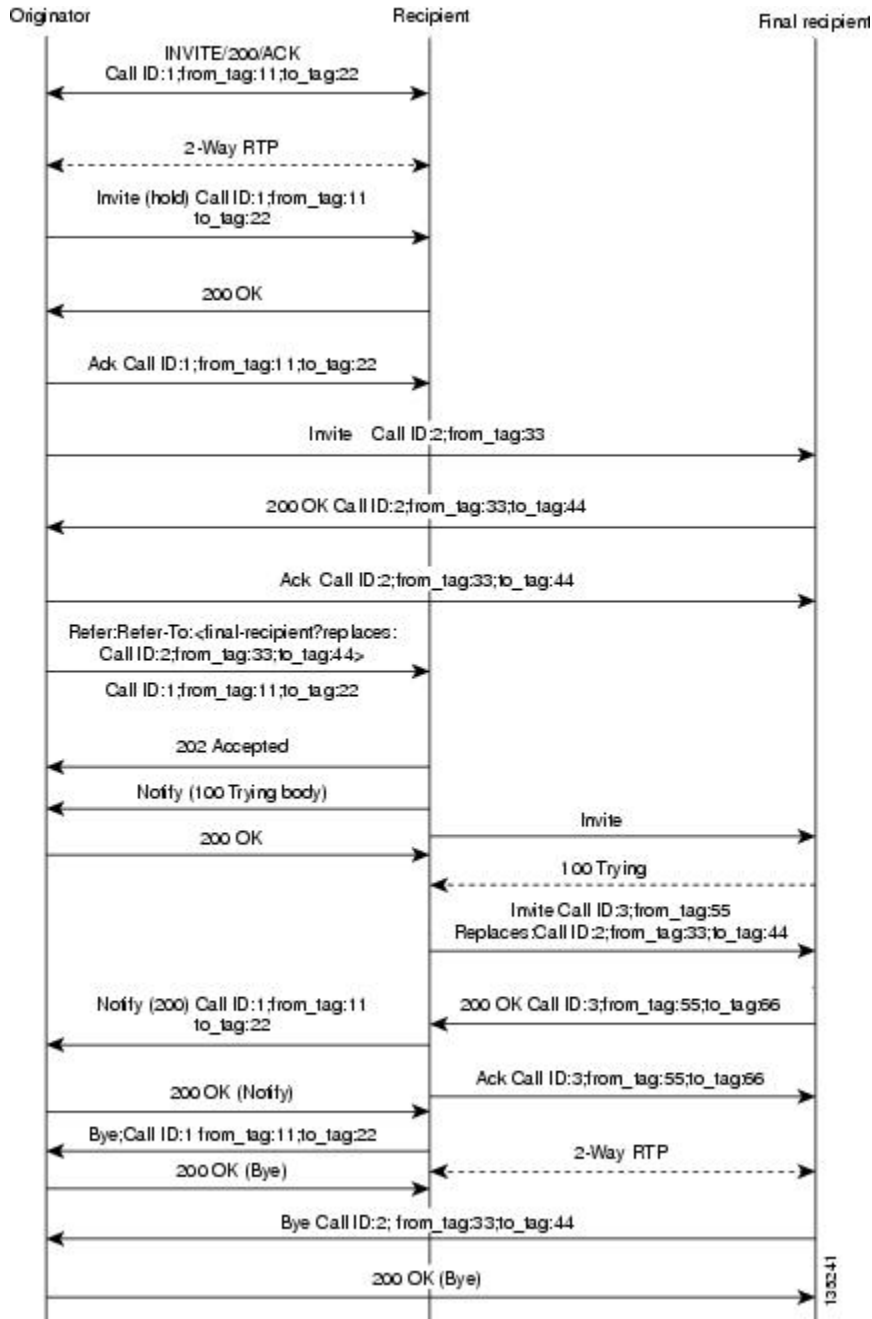 Originator
Recipient
Final recipient
INVITE/200/ACK
Call ID:1;from_tag:11;to_tag:22
2-Way RTP
Invite (hold) Call ID:1;from_tag:11
to_tag:22
200 OK
Ack Call ID:1;from_tag:11;to_tag:22
Invite Call ID:2;from_tag:33
200 OK Call ID:2;from_tag:33;to_tag:44
Ack Call ID:2;from_tag:33;to_tag:44
Refer:Refer-To:<final-recipient?replaces:
Call ID:2;from_tag:33;to_tag:44>
Call ID:1;from_tag:11;to_tag:22
202 Accepted
Notify (100 Trying body)
Invite
200 OK
100 Trying
Invite Call ID:3;from_tag:55
Replaces:Call ID:2;from_tag:33;to_tag:44
Notify (200) Call ID:1;from_tag:11
to_tag:22
200 OK Call ID:3;from_tag:55;to_tag:66
Ack Call ID:3;from_tag:55;to_tag:66
200 OK (Notify)
Bye;Call ID:1 from_tag:11;to_tag:22
2-Way RTP
200 OK (Bye)
Bye Call ID:2; from_tag:33;to_tag:44
200 OK (Bye)
135241